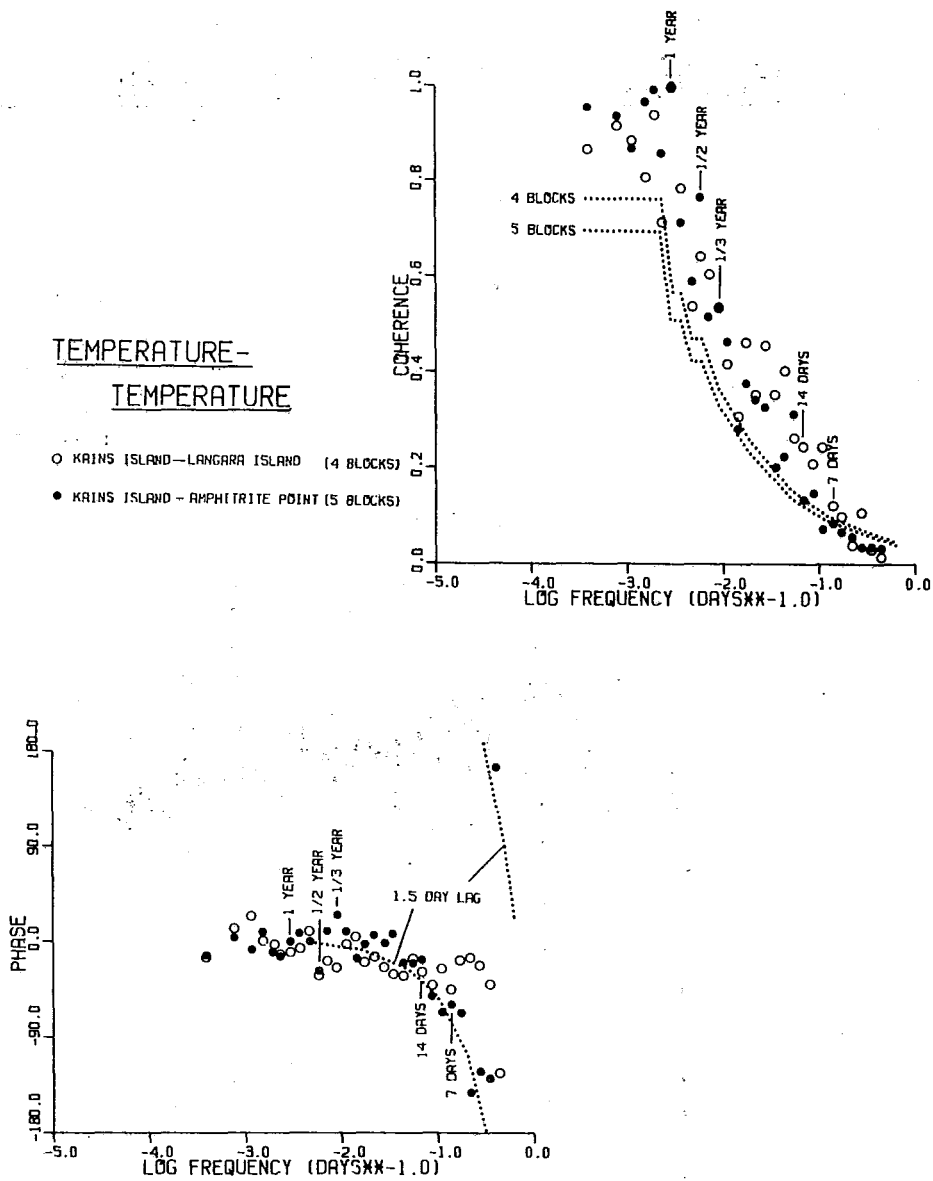 TEMPERATURE-
TEMPERATURE
○ KAINS ISLAND—LANGARA ISLAND (4 BLOCKS)
● KAINS ISLAND - AMPHITRITE POINT (5 BLOCKS)
COHERENCE
1.0
0.8
0.6
0.4
0.2
0.0
4 BLOCKS
5 BLOCKS
1 YEAR
1/2 YEAR
1/3 YEAR
14 DAYS
7 DAYS
-5.0 -4.0 -3.0 -2.0 -1.0 0.0
LOG FREQUENCY (DAYS**-1.0)
PHASE
180.0
90.0
0.0
-90.0
-180.0
1 YEAR
1/2 YEAR
1/3 YEAR
1.5 DAY LAG
14 DAYS
7 DAYS
-5.0 -4.0 -3.0 -2.0 -1.0 0.0
LOG FREQUENCY (DAYS**-1.0)